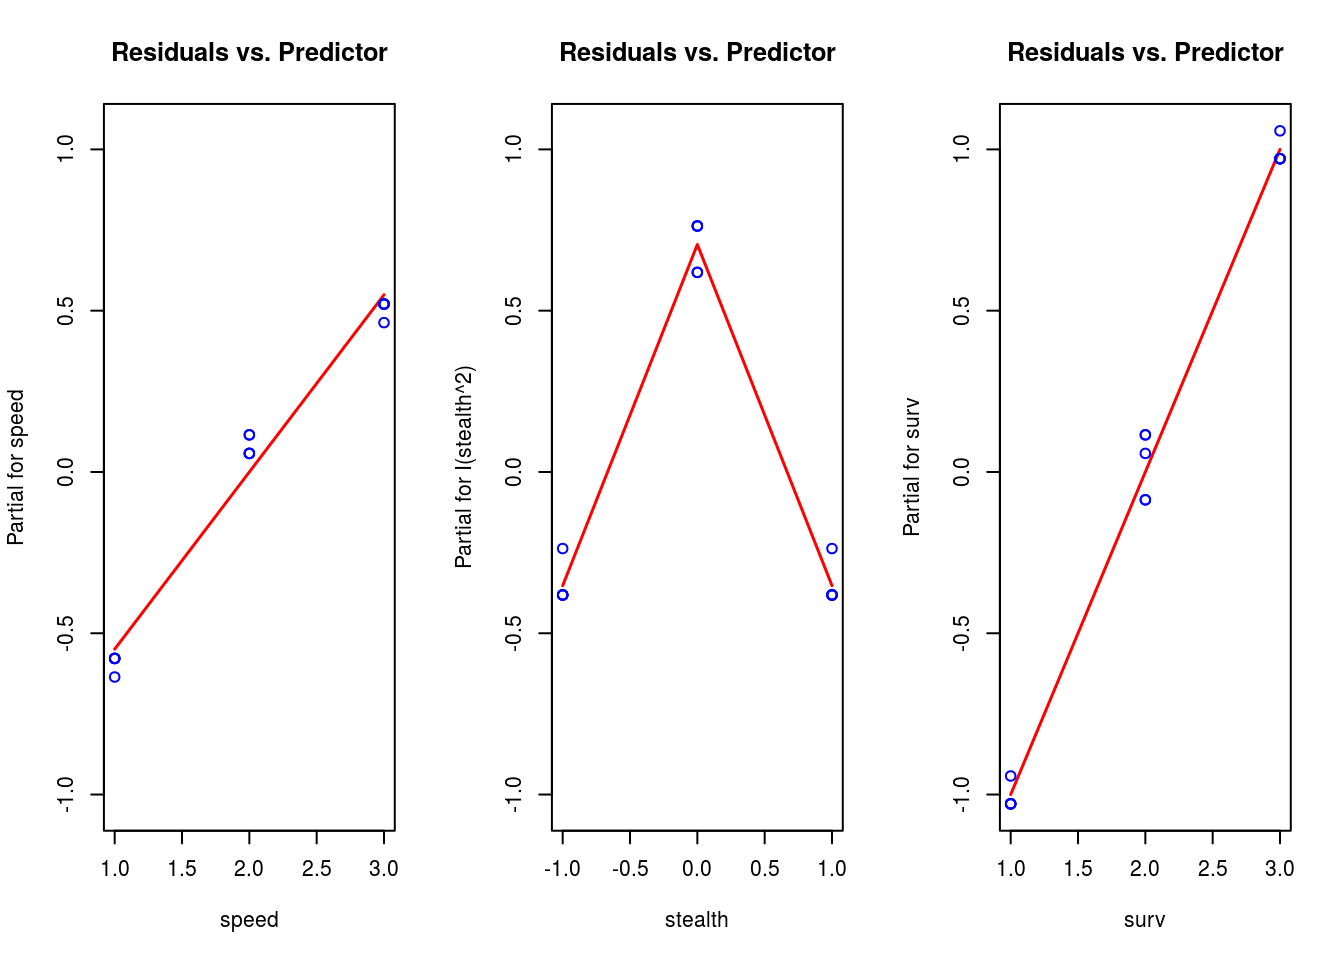 Residuals vs. Predictor
Partial for speed
1.0
0.5
0.0
-0.5
-1.0
1.0 1.5 2.0 2.5 3.0
speed
Residuals vs. Predictor
Partial for I(stealth^2)
1.0
0.5
0.0
-0.5
-1.0
-1.0 -0.5 0.0 0.5 1.0
stealth
Residuals vs. Predictor
Partial for surv
1.0
0.5
0.0
-0.5
-1.0
1.0 1.5 2.0 2.5 3.0
surv